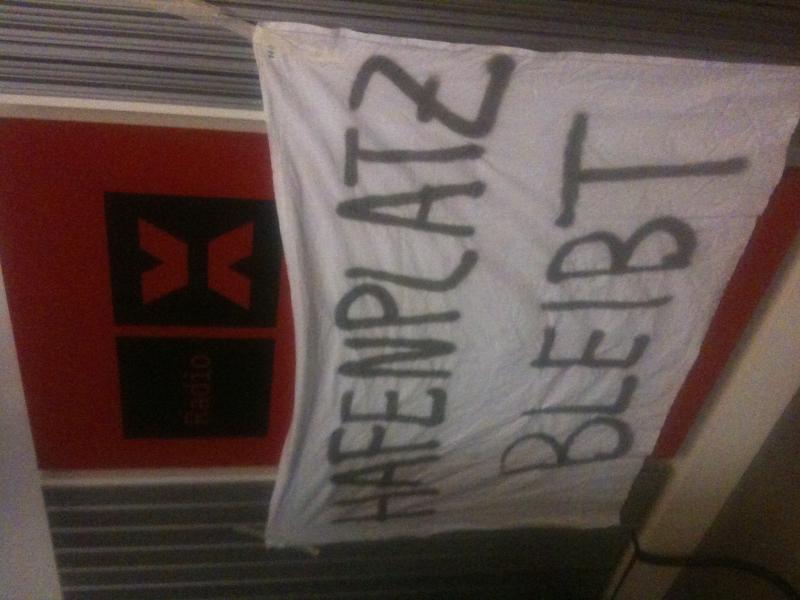 HAFENPLATZ
BLEIBT
Radio
X